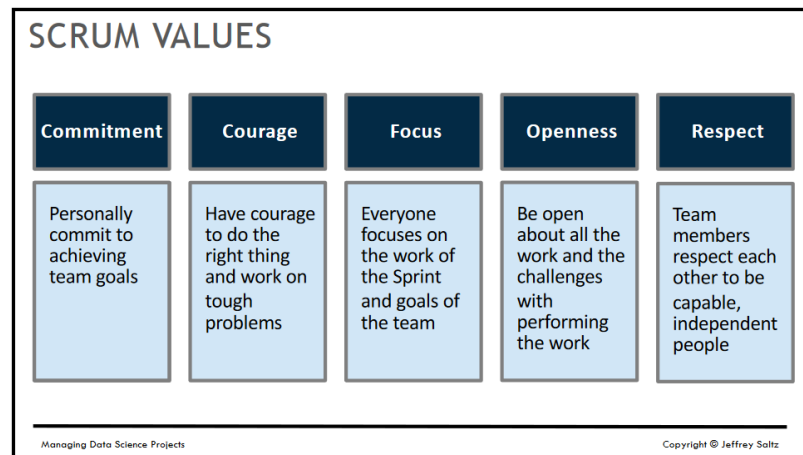 SCRUM VALUES
Commitment
Courage
Focus
Openness
Respect
Personally
commit to
achieving
team goals
Have courage
to do the
right thing
and work on
tough
problems
Everyone
focuses on
the work of
the Sprint
and goals of
the team
Be open
about all the
work and the
challenges
with
performing
the work
Team
members
respect each
other to be
capable,
independent
people
Managing Data Science Projects
Copyright © Jeffrey Saltz